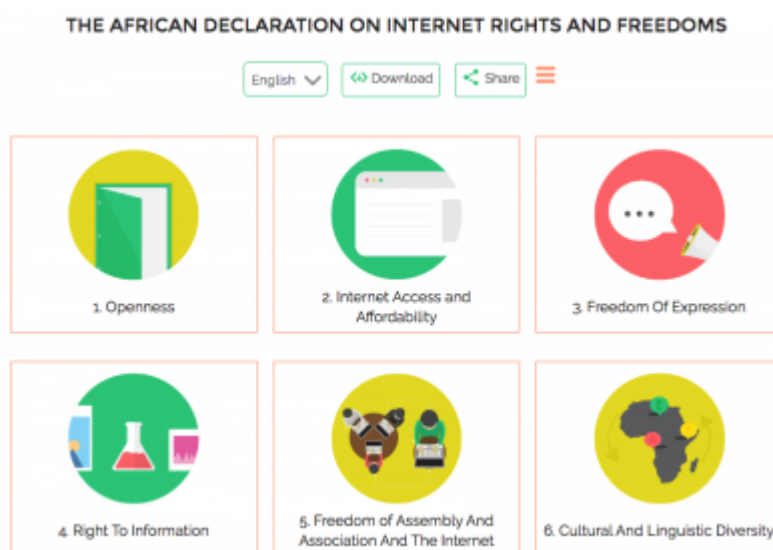 THE AFRICAN DECLARATION ON INTERNET RIGHTS AND FREEDOMS
English
Download
Share
1. Openness
2. Internet Access and
Affordability
3. Freedom Of Expression
4. Right To Information
5. Freedom of Assembly And
Association And The Internet
6. Cultural And Linguistic Diversity